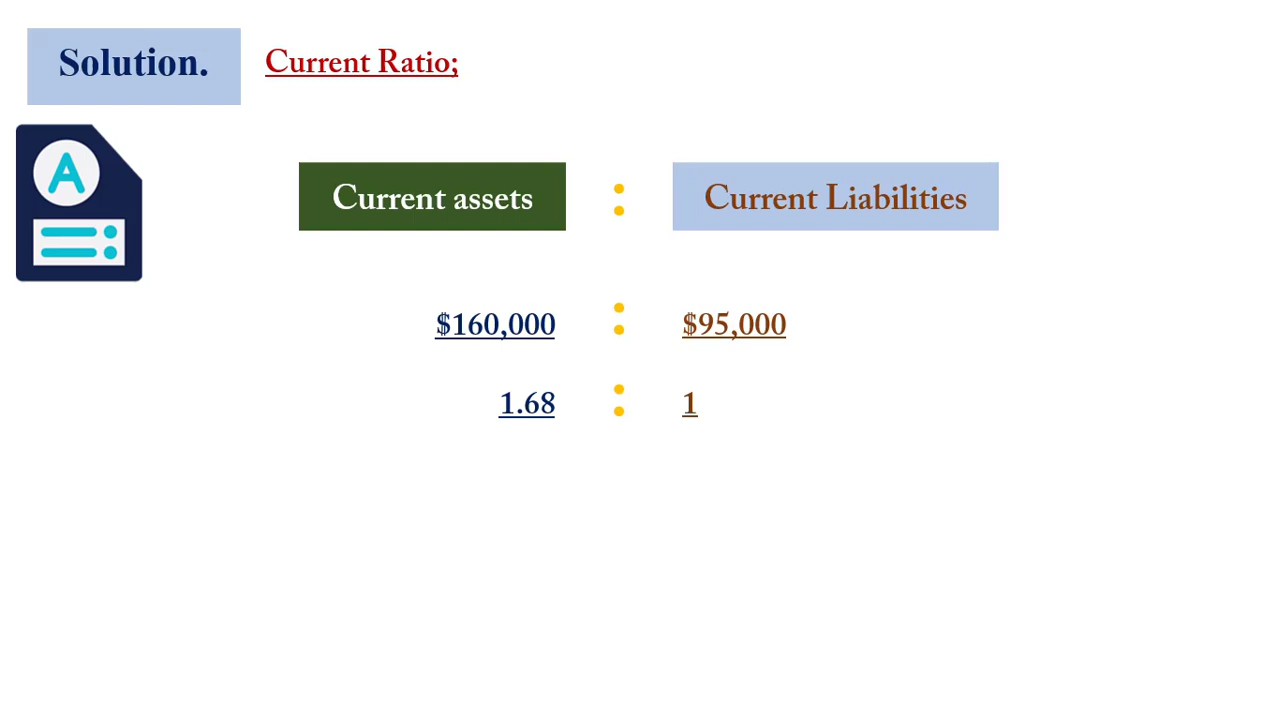 Solution.
Current Ratio;
A
Current assets : Current Liabilities
$160,000 : $95,000
1.68 : 1